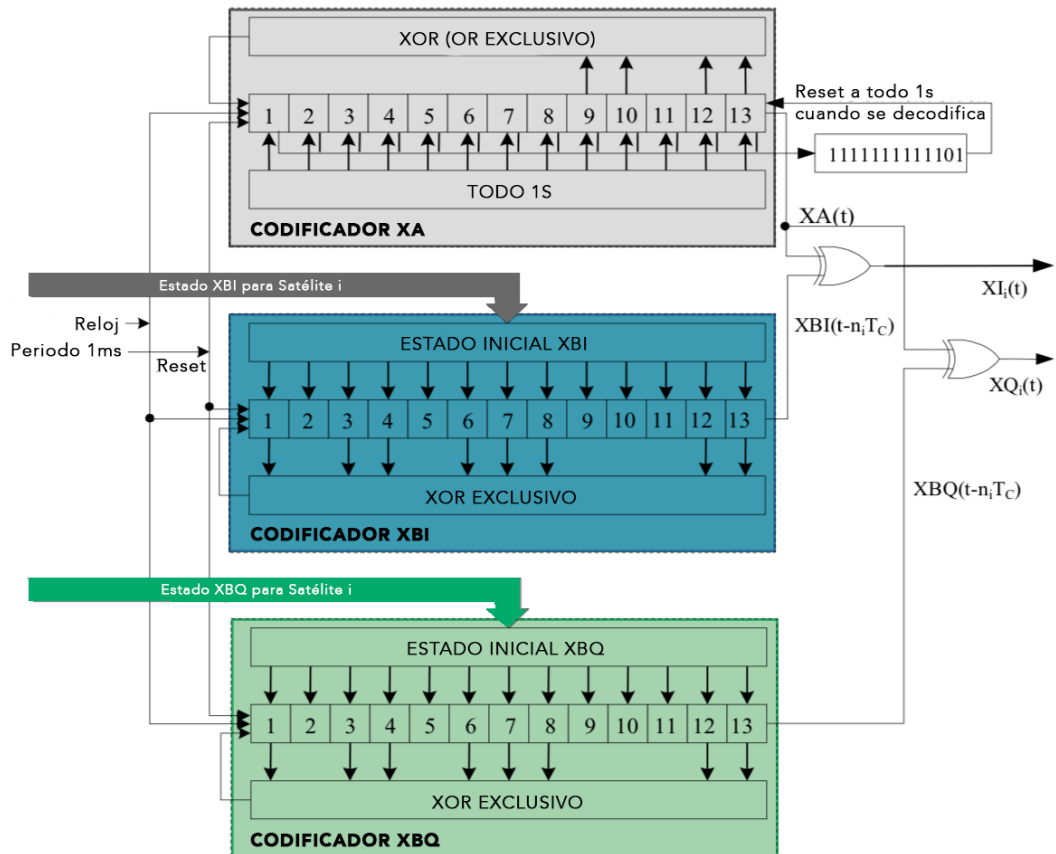 XOR (OR EXCLUSIVO)
1 2 3 4 5 6 7 8 9 10 11 12 13
Reset a todo 1s
cuando se decodifica
1111111111101
TODO 1S
CODIFICADOR XA
XA(t)
Estado XBI para Satélite i
XIi(t)
Reloj
Periodo 1ms
Reset
ESTADO INICIAL XBI
XBI(t-niTC)
1 2 3 4 5 6 7 8 9 10 11 12 13
XQi(t)
XOR EXCLUSIVO
XBQ(t-niTC)
CODIFICADOR XBI
Estado XBQ para Satélite i
ESTADO INICIAL XBQ
1 2 3 4 5 6 7 8 9 10 11 12 13
XOR EXCLUSIVO
CODIFICADOR XBQ